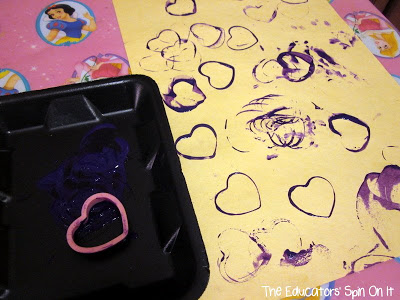 The Educators' Spin On It